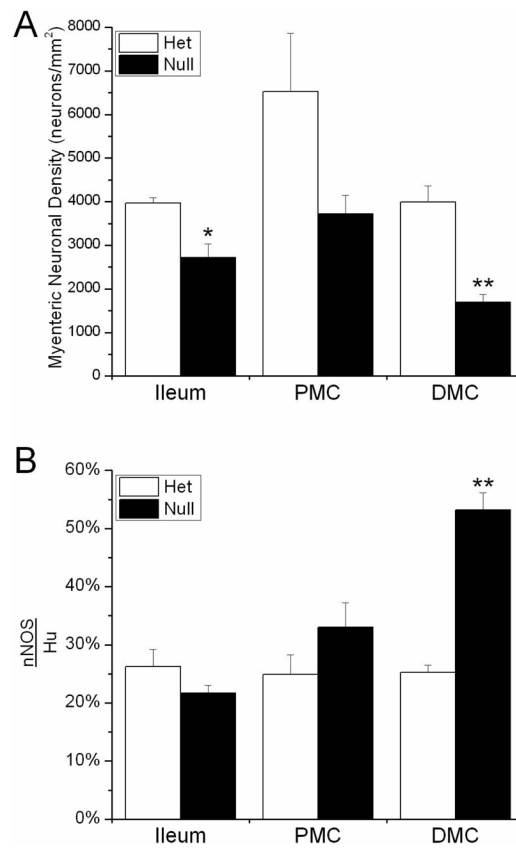 A
Myenteric Neuronal Density (neurons/mm²)
8000
7000
6000
5000
4000
3000
2000
1000
0
Het
Null
*
**
Ileum PMC DMC
B
nNOS
Hu
60%
50%
40%
30%
20%
10%
0%
Het
Null
**
Ileum PMC DMC